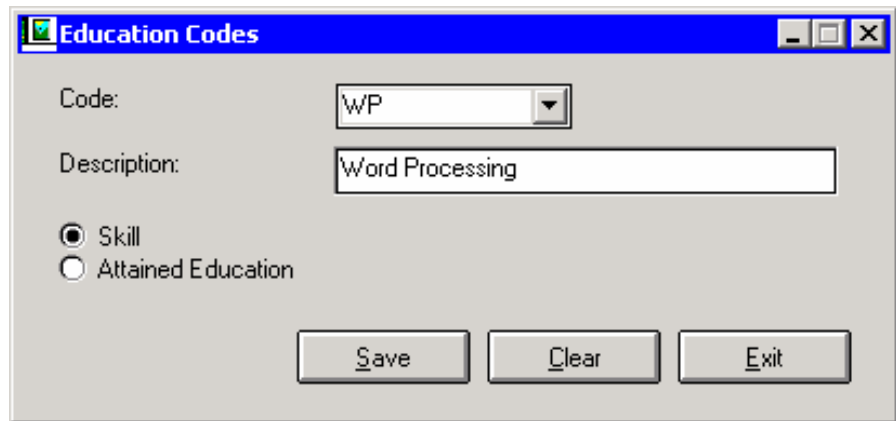 Education Codes
Code: WP
Description: Word Processing
Skill
Attained Education
Save Clear Exit